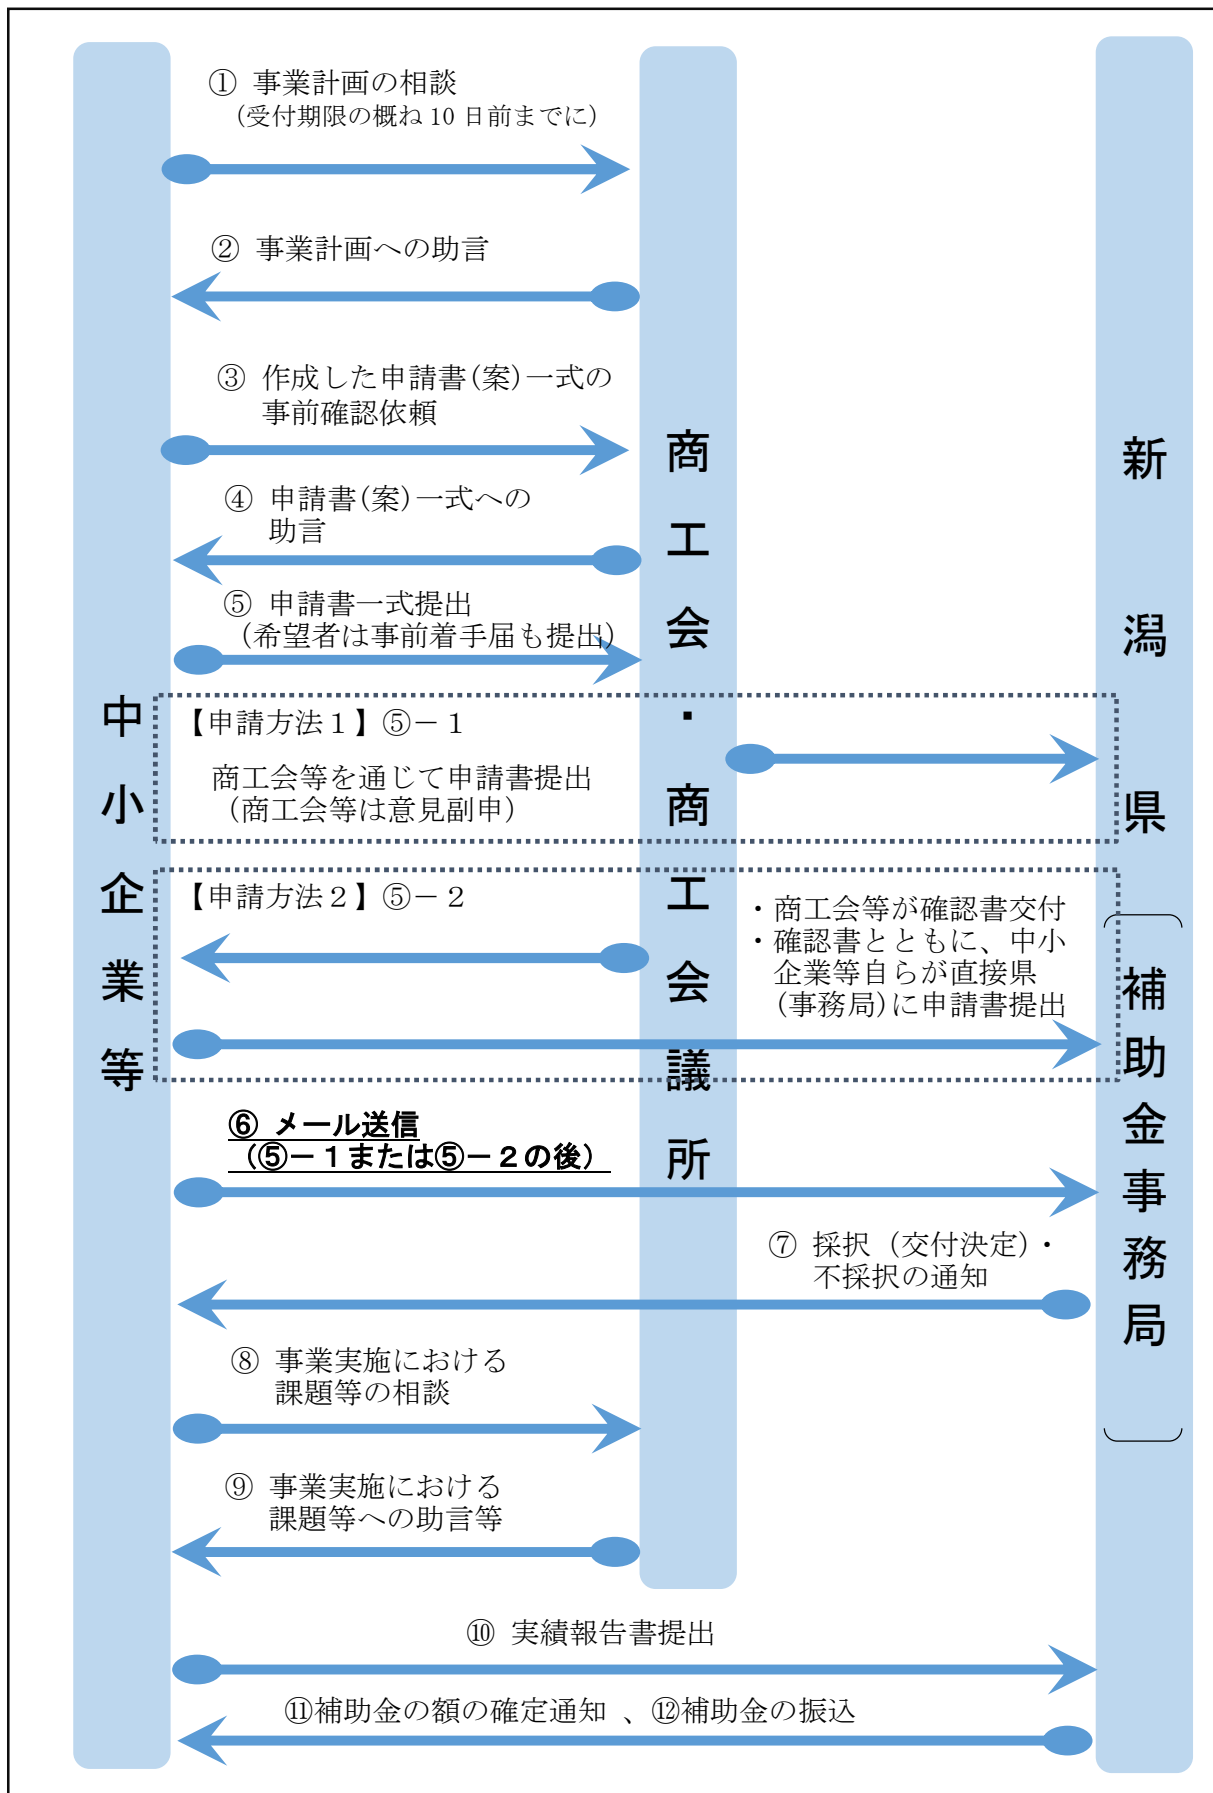 ① 事業計画の相談
（受付期限の概ね 10 日前までに）
② 事業計画への助言
③ 作成した申請書(案)一式の
事前確認依頼
④ 申請書(案)一式への
助言
⑤ 申請書一式提出
（希望者は事前着手届も提出）
【申請方法１】⑤－１
商工会等を通じて申請書提出
（商工会等は意見副申）
【申請方法２】⑤－２
・商工会等が確認書交付
・確認書とともに、中小
企業等自らが直接県
(事務局)に申請書提出
⑥ メール送信
（⑤－１または⑤－２の後）
⑦ 採択（交付決定）・
不採択の通知
⑧ 事業実施における
課題等の相談
⑨ 事業実施における
課題等への助言等
⑩ 実績報告書提出
⑪補助金の額の確定通知 、⑫補助金の振込
中小企業等
商工会・商工会議所
新潟県
（補助金事務局）